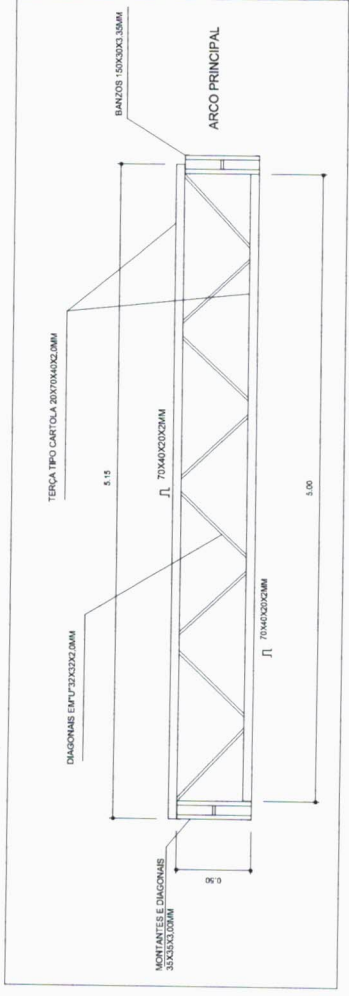 BANZOS 150X30X3.35MM
TERÇA TIPO CARTOLA 20X70X40X2,0MM
ARCO PRINCIPAL
5.15
DIAGONAIS EM"U"32X32X2,0MM
70X40X20X2MM
5.00
70X40X20X2MM
MONTANTES E DIAGONAIS
35X35X3,00MM
0.50